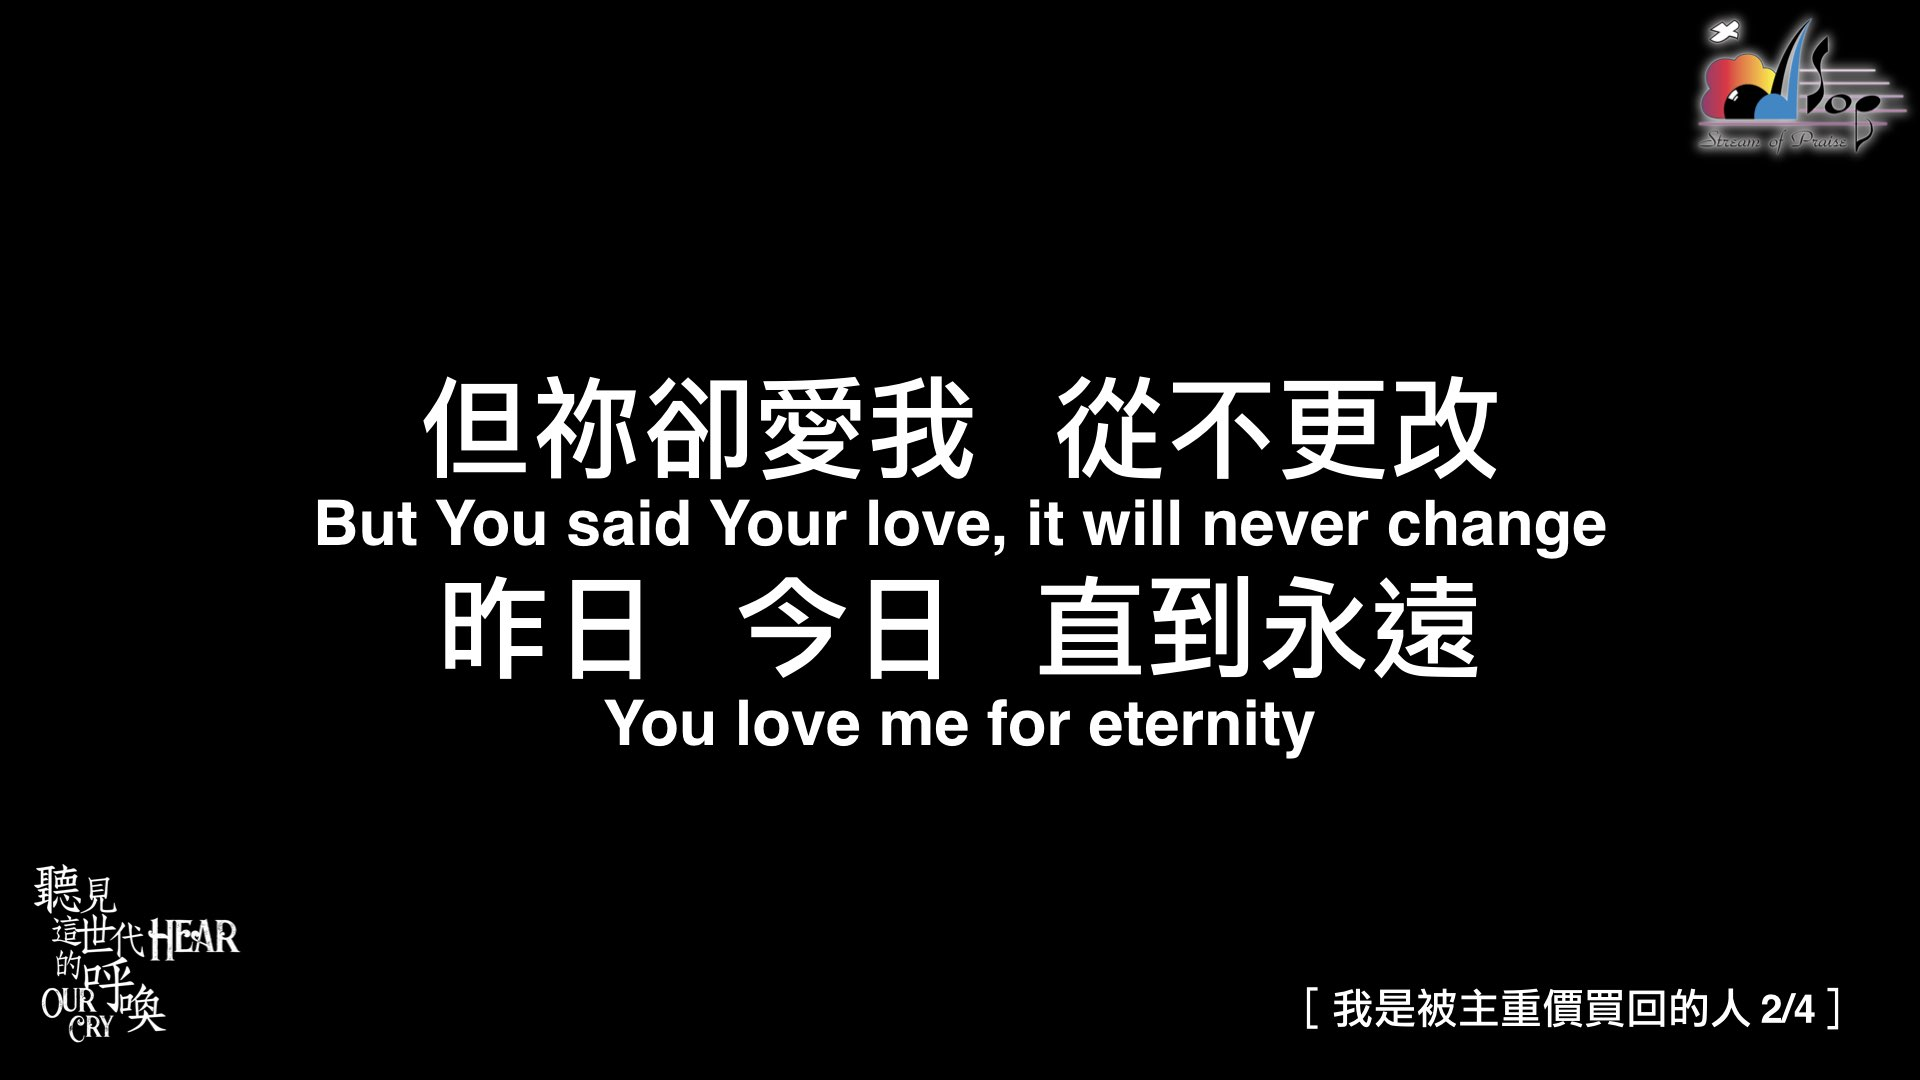 Sop
Stream of Praise
但祢卻愛我 從不更改
But You said Your love, it will never change
昨日 今日 直到永遠
You love me for eternity
聽見
這世代 HEAR
的呼喚
OUR
CRY
[ 我是被主重價買回的人 2/4 ]